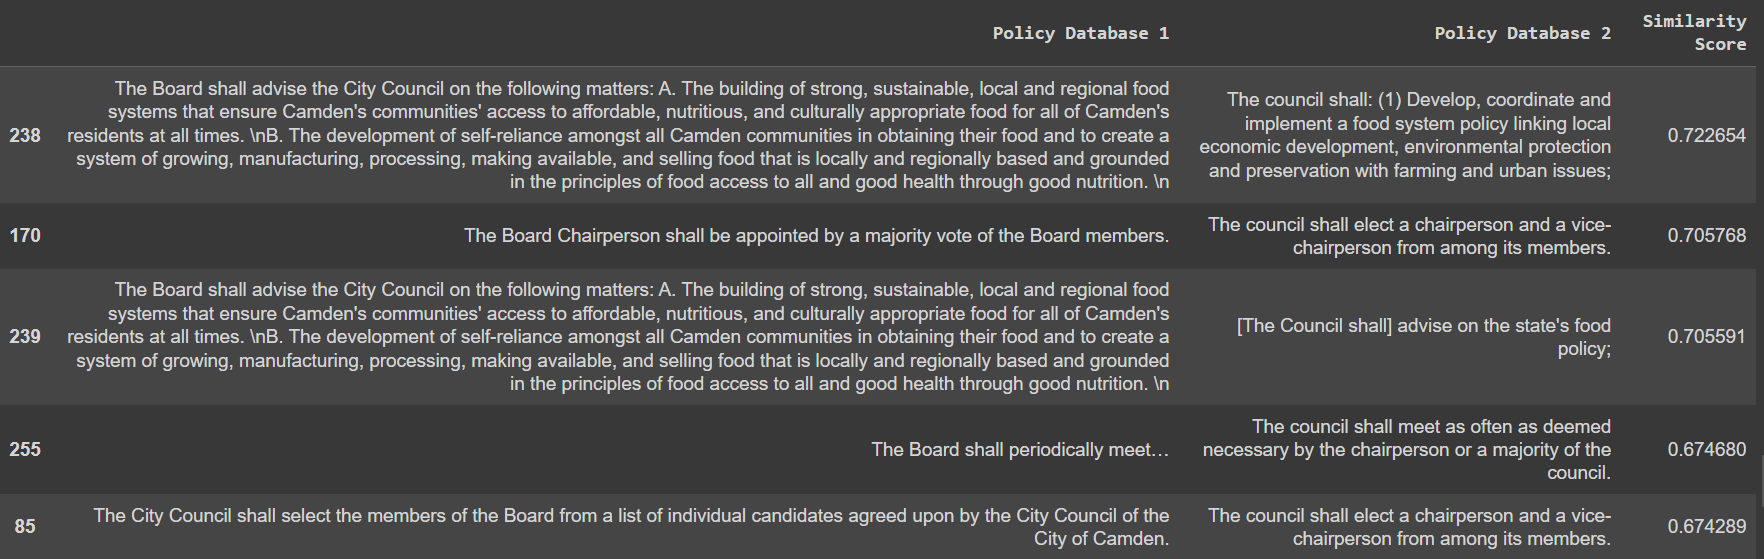 Policy Database 1 Policy Database 2 Similarity
Score
238
The Board shall advise the City Council on the following matters: A. The building of strong, sustainable, local and regional food
systems that ensure Camden's communities' access to affordable, nutritious, and culturally appropriate food for all of Camden's
residents at all times. \nB. The development of self-reliance amongst all Camden communities in obtaining their food and to create a
system of growing, manufacturing, processing, making available, and selling food that is locally and regionally based and grounded
in the principles of food access to all and good health through good nutrition. \n
The council shall: (1) Develop, coordinate and
implement a food system policy linking local
economic development, environmental protection
and preservation with farming and urban issues;
0.722654
170
The Board Chairperson shall be appointed by a majority vote of the Board members.
The council shall elect a chairperson and a vice-
chairperson from among its members.
0.705768
239
The Board shall advise the City Council on the following matters: A. The building of strong, sustainable, local and regional food
systems that ensure Camden's communities' access to affordable, nutritious, and culturally appropriate food for all of Camden's
residents at all times. \nB. The development of self-reliance amongst all Camden communities in obtaining their food and to create a
system of growing, manufacturing, processing, making available, and selling food that is locally and regionally based and grounded
in the principles of food access to all and good health through good nutrition. \n
[The Council shall] advise on the state's food
policy;
0.705591
255
The Board shall periodically meet…
The council shall meet as often as deemed
necessary by the chairperson or a majority of the
council.
0.674680
85
The City Council shall select the members of the Board from a list of individual candidates agreed upon by the City Council of the
City of Camden.
The council shall elect a chairperson and a vice-
chairperson from among its members.
0.674289